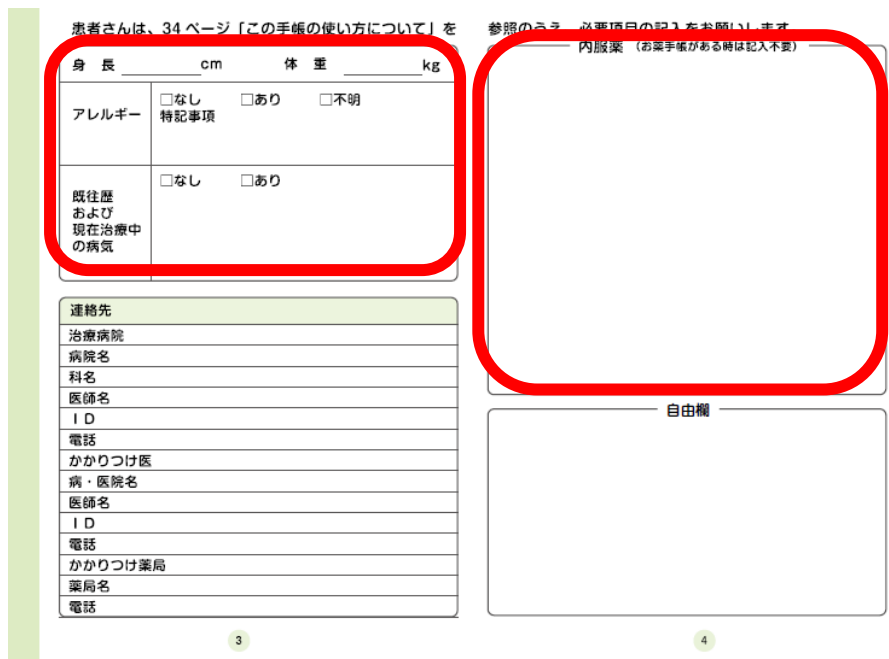 患者さんは、34 ページ「この手帳の使い方について」を
身 長 cm 体 重 kg
アレルギー
□なし □あり □不明
特記事項
既往歴
および
現在治療中
の病気
□なし □あり
連絡先
治療病院
病院名
科名
医師名
ＩＤ
電話
かかりつけ医
病・医院名
医師名
ＩＤ
電話
かかりつけ薬局
薬局名
電話
3
参照のうえ、必要項目の記入をお願いします
内服薬 （お薬手帳がある時は記入不要）
自由欄
4